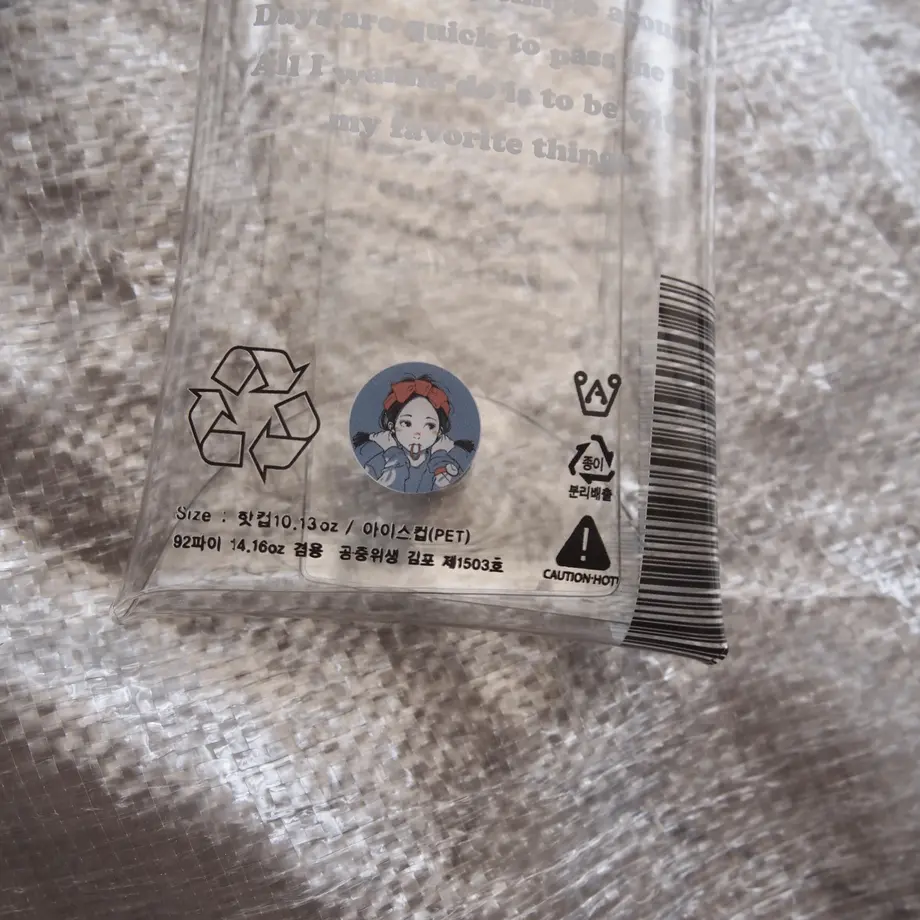 Days are quick to pass the
All I wanna do is to be with
my favorite things
A
종이
분리배출
Size : 핫컵10.13oz / 아이스컵(PET)
92파이 14.16oz 겸용 공중위생 김포 제1503호
CAUTION·HOT!